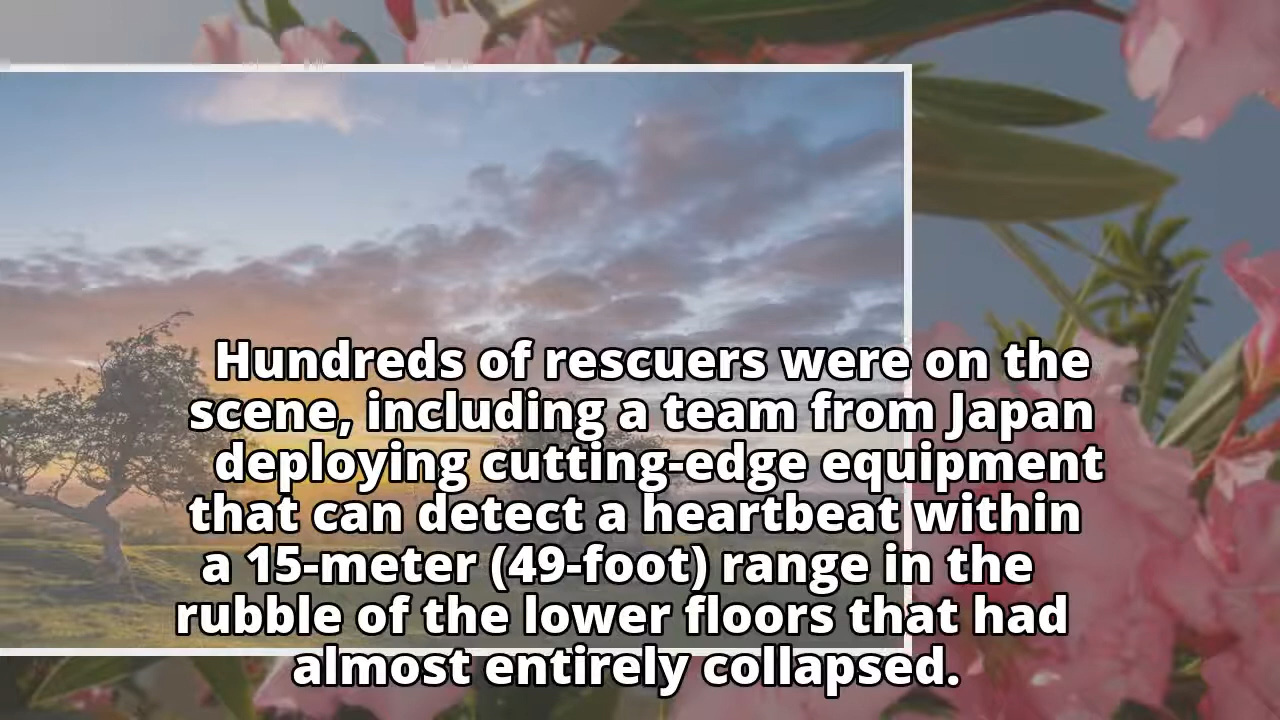 Hundreds of rescuers were on the
scene, including a team from Japan
deploying cutting-edge equipment
that can detect a heartbeat within
a 15-meter (49-foot) range in the
rubble of the lower floors that had
almost entirely collapsed.